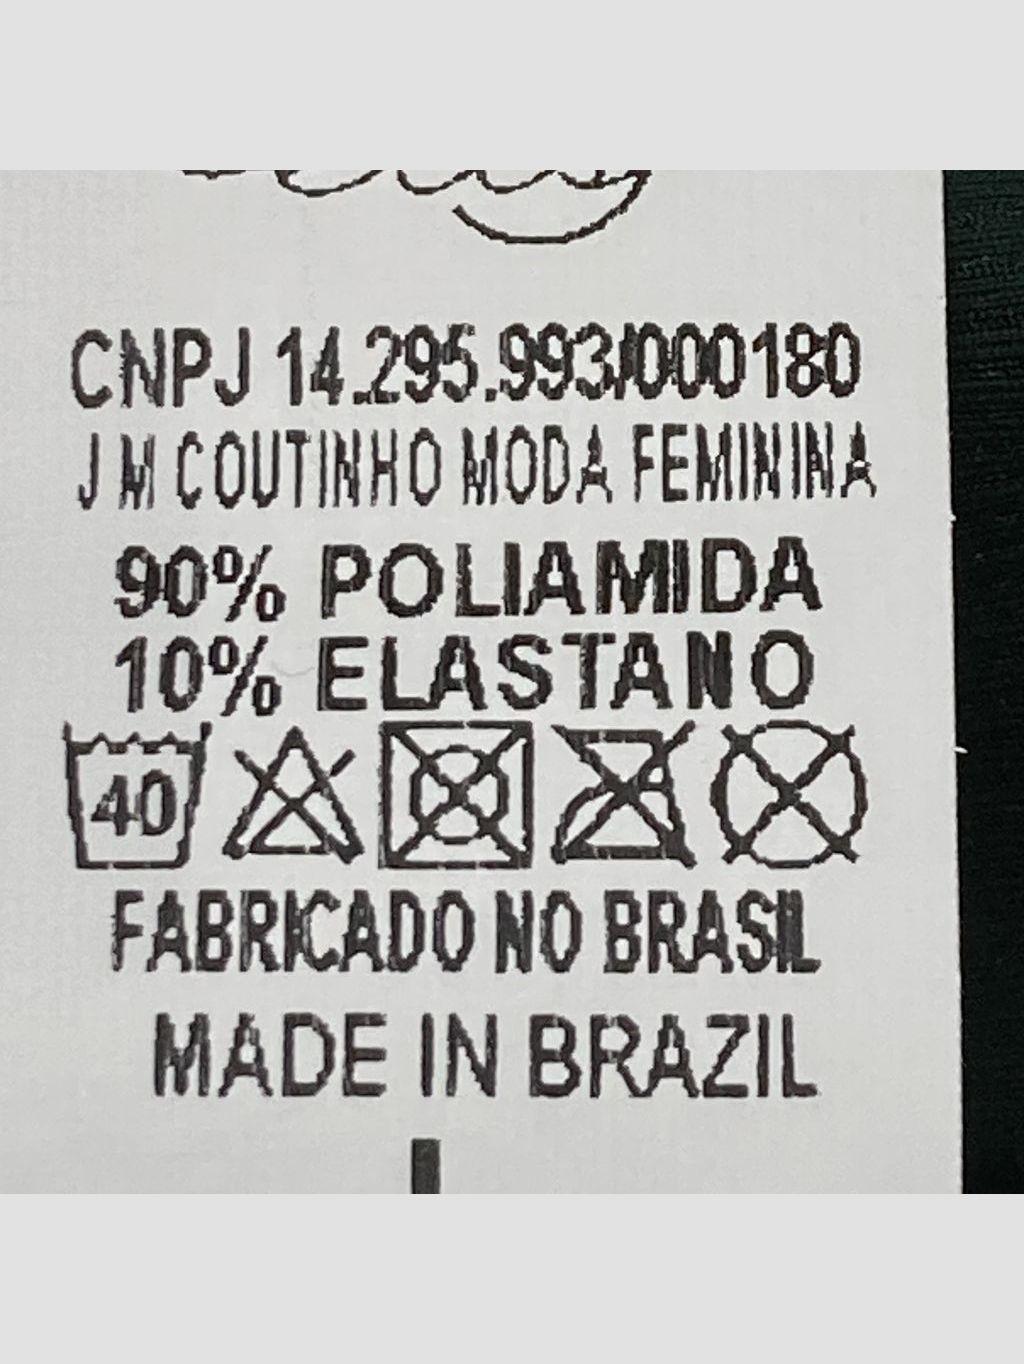 CNPJ 14.295.993/000180
J M COUTINHO MODA FEMININA
90% POLIAMIDA
10% ELASTANO
40
FABRICADO NO BRASIL
MADE IN BRAZIL